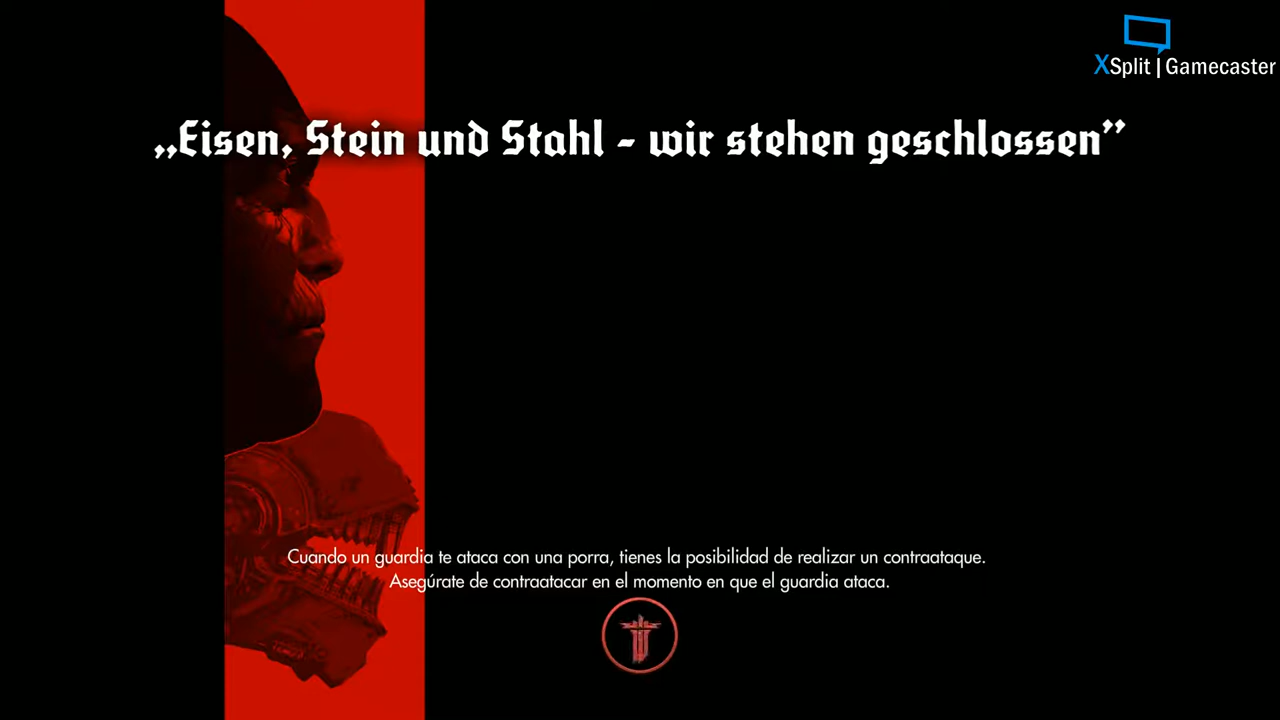 XSplit | Gamecaster
„Eisen, Stein und Stahl - wir stehen geschlossen”
Cuando un guardia te ataca con una porra, tienes la posibilidad de realizar un contraataque.
Asegúrate de contraatacar en el momento en que el guardia ataca.